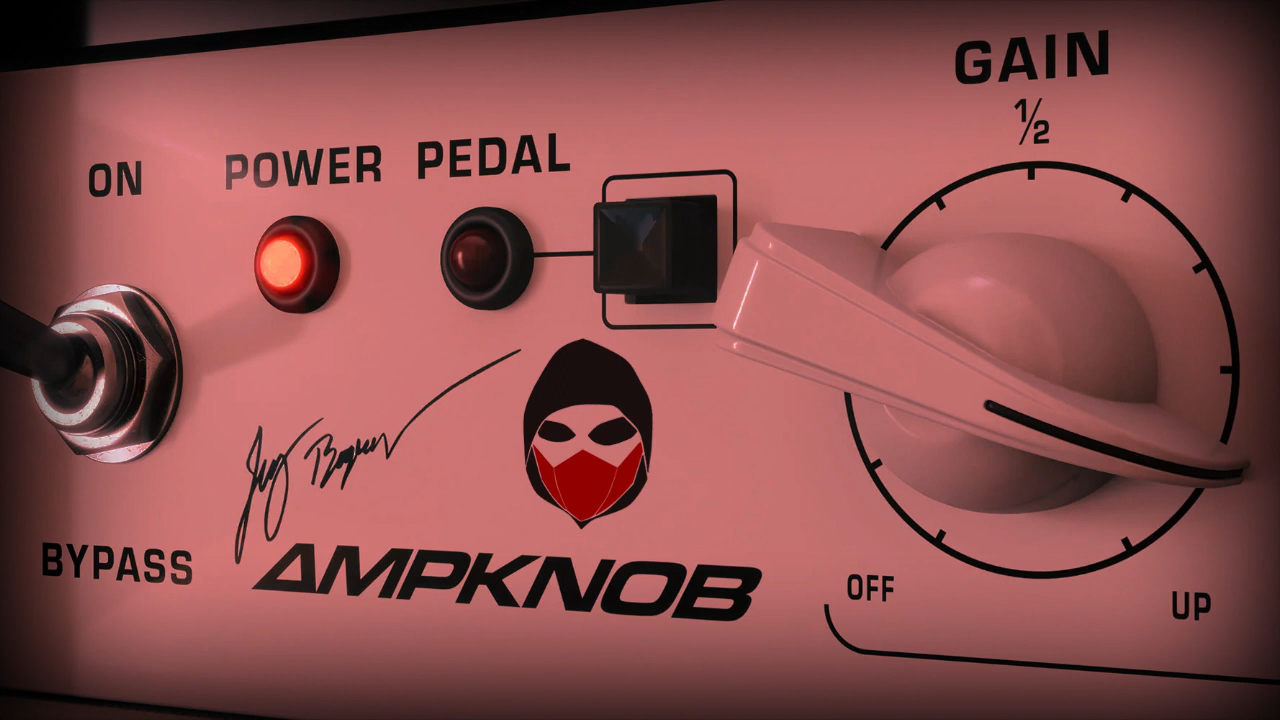 GAIN
½
ON
POWER
PEDAL
BYPASS
AMPKNOB
OFF
UP